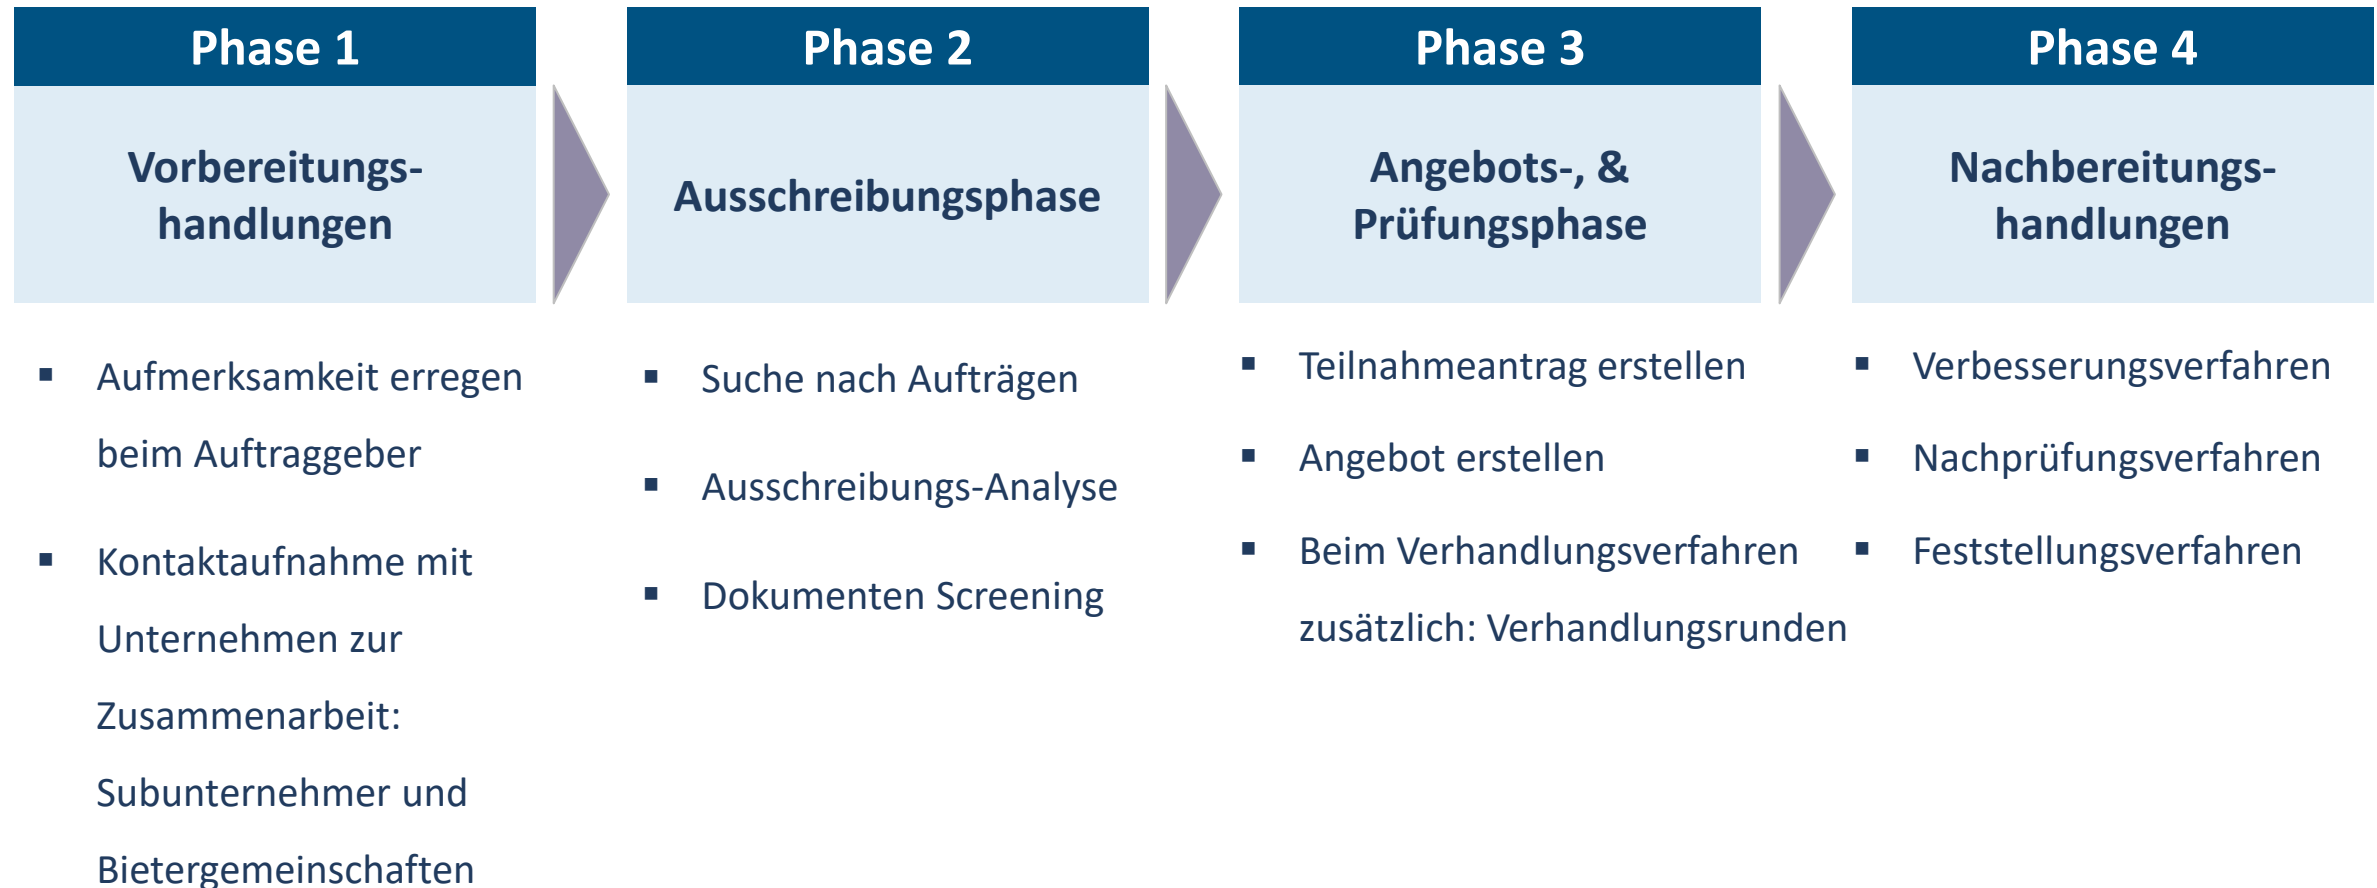 Phase 1
Vorbereitungs-
handlungen
▪ Aufmerksamkeit erregen
beim Auftraggeber
▪ Kontaktaufnahme mit
Unternehmen zur
Zusammenarbeit:
Subunternehmer und
Bietergemeinschaften
Phase 2
Ausschreibungsphase
▪ Suche nach Aufträgen
▪ Ausschreibungs-Analyse
▪ Dokumenten Screening
Phase 3
Angebots-, &
Prüfungsphase
▪ Teilnahmeantrag erstellen
▪ Angebot erstellen
▪ Beim Verhandlungsverfahren
zusätzlich: Verhandlungsrunden
Phase 4
Nachbereitungs-
handlungen
▪ Verbesserungsverfahren
▪ Nachprüfungsverfahren
▪ Feststellungsverfahren